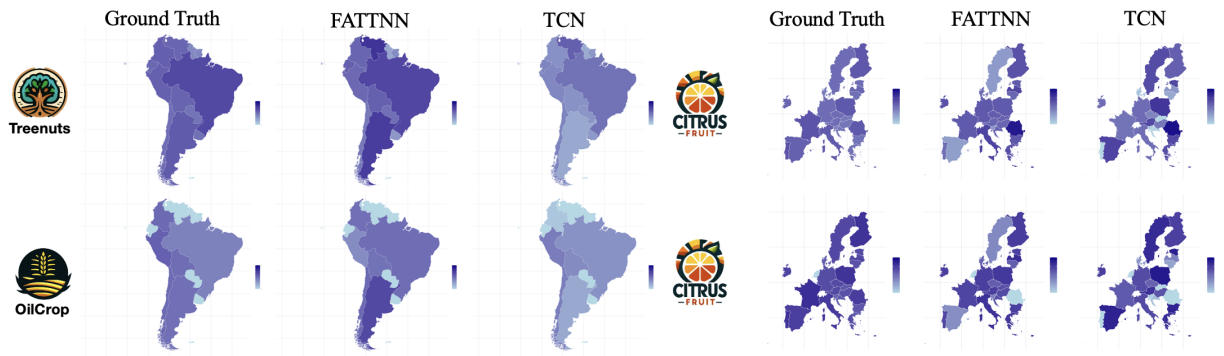 Ground Truth FATTNN TCN
Ground Truth FATTNN TCN
Treenuts
CITRUS
FRUIT
OilCrop
CITRUS
FRUIT